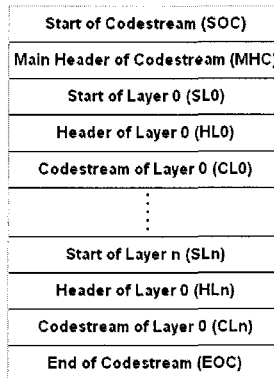 Start of Codestream (SOC)
Main Header of Codestream (MHC)
Start of Layer 0 (SL0)
Header of Layer 0 (HL0)
Codestream of Layer 0 (CL0)
Start of Layer n (SLn)
Header of Layer 0 (HLn)
Codestream of Layer 0 (CLn)
End of Codestream (EOC)